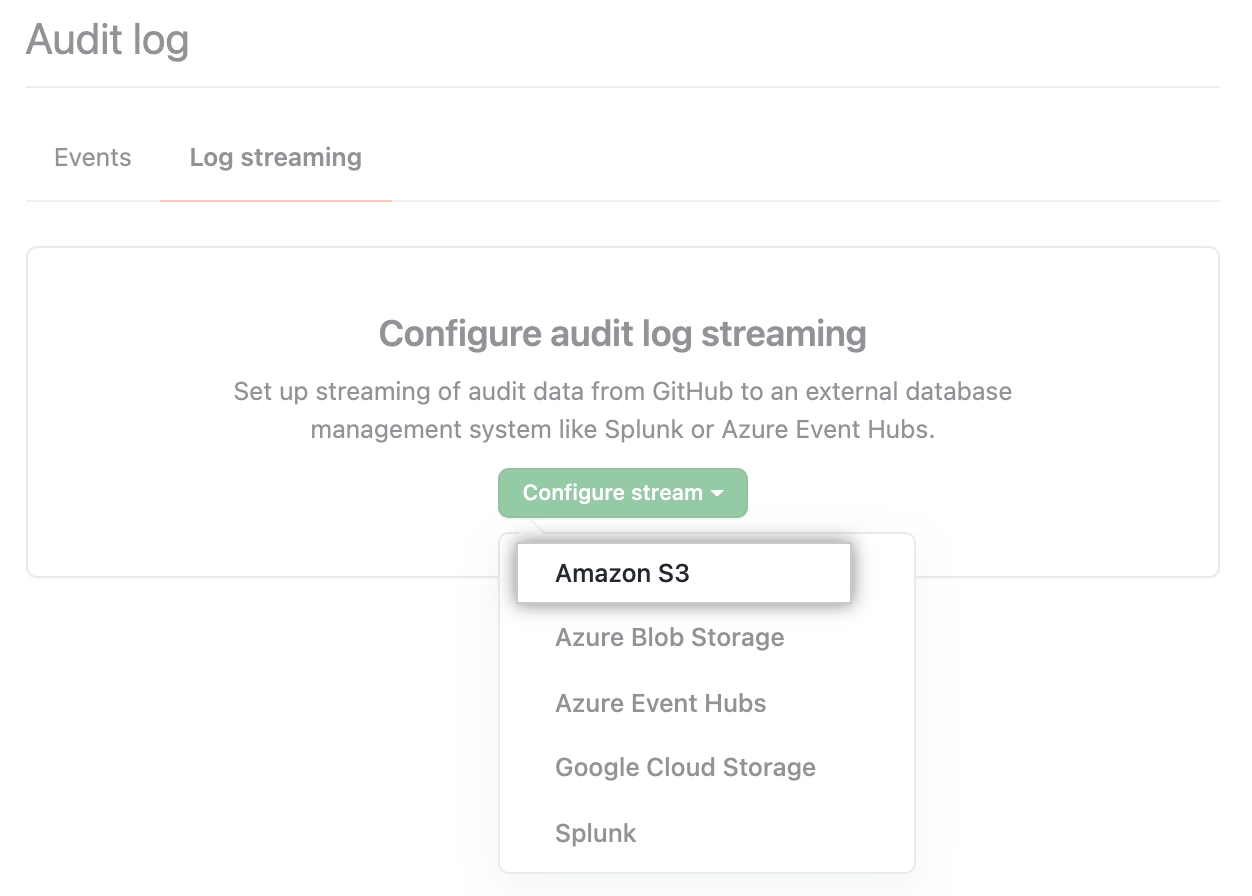 Audit log
Events
Log streaming
Configure audit log streaming
Set up streaming of audit data from GitHub to an external database
management system like Splunk or Azure Event Hubs.
Configure stream
Amazon S3
Azure Blob Storage
Azure Event Hubs
Google Cloud Storage
Splunk